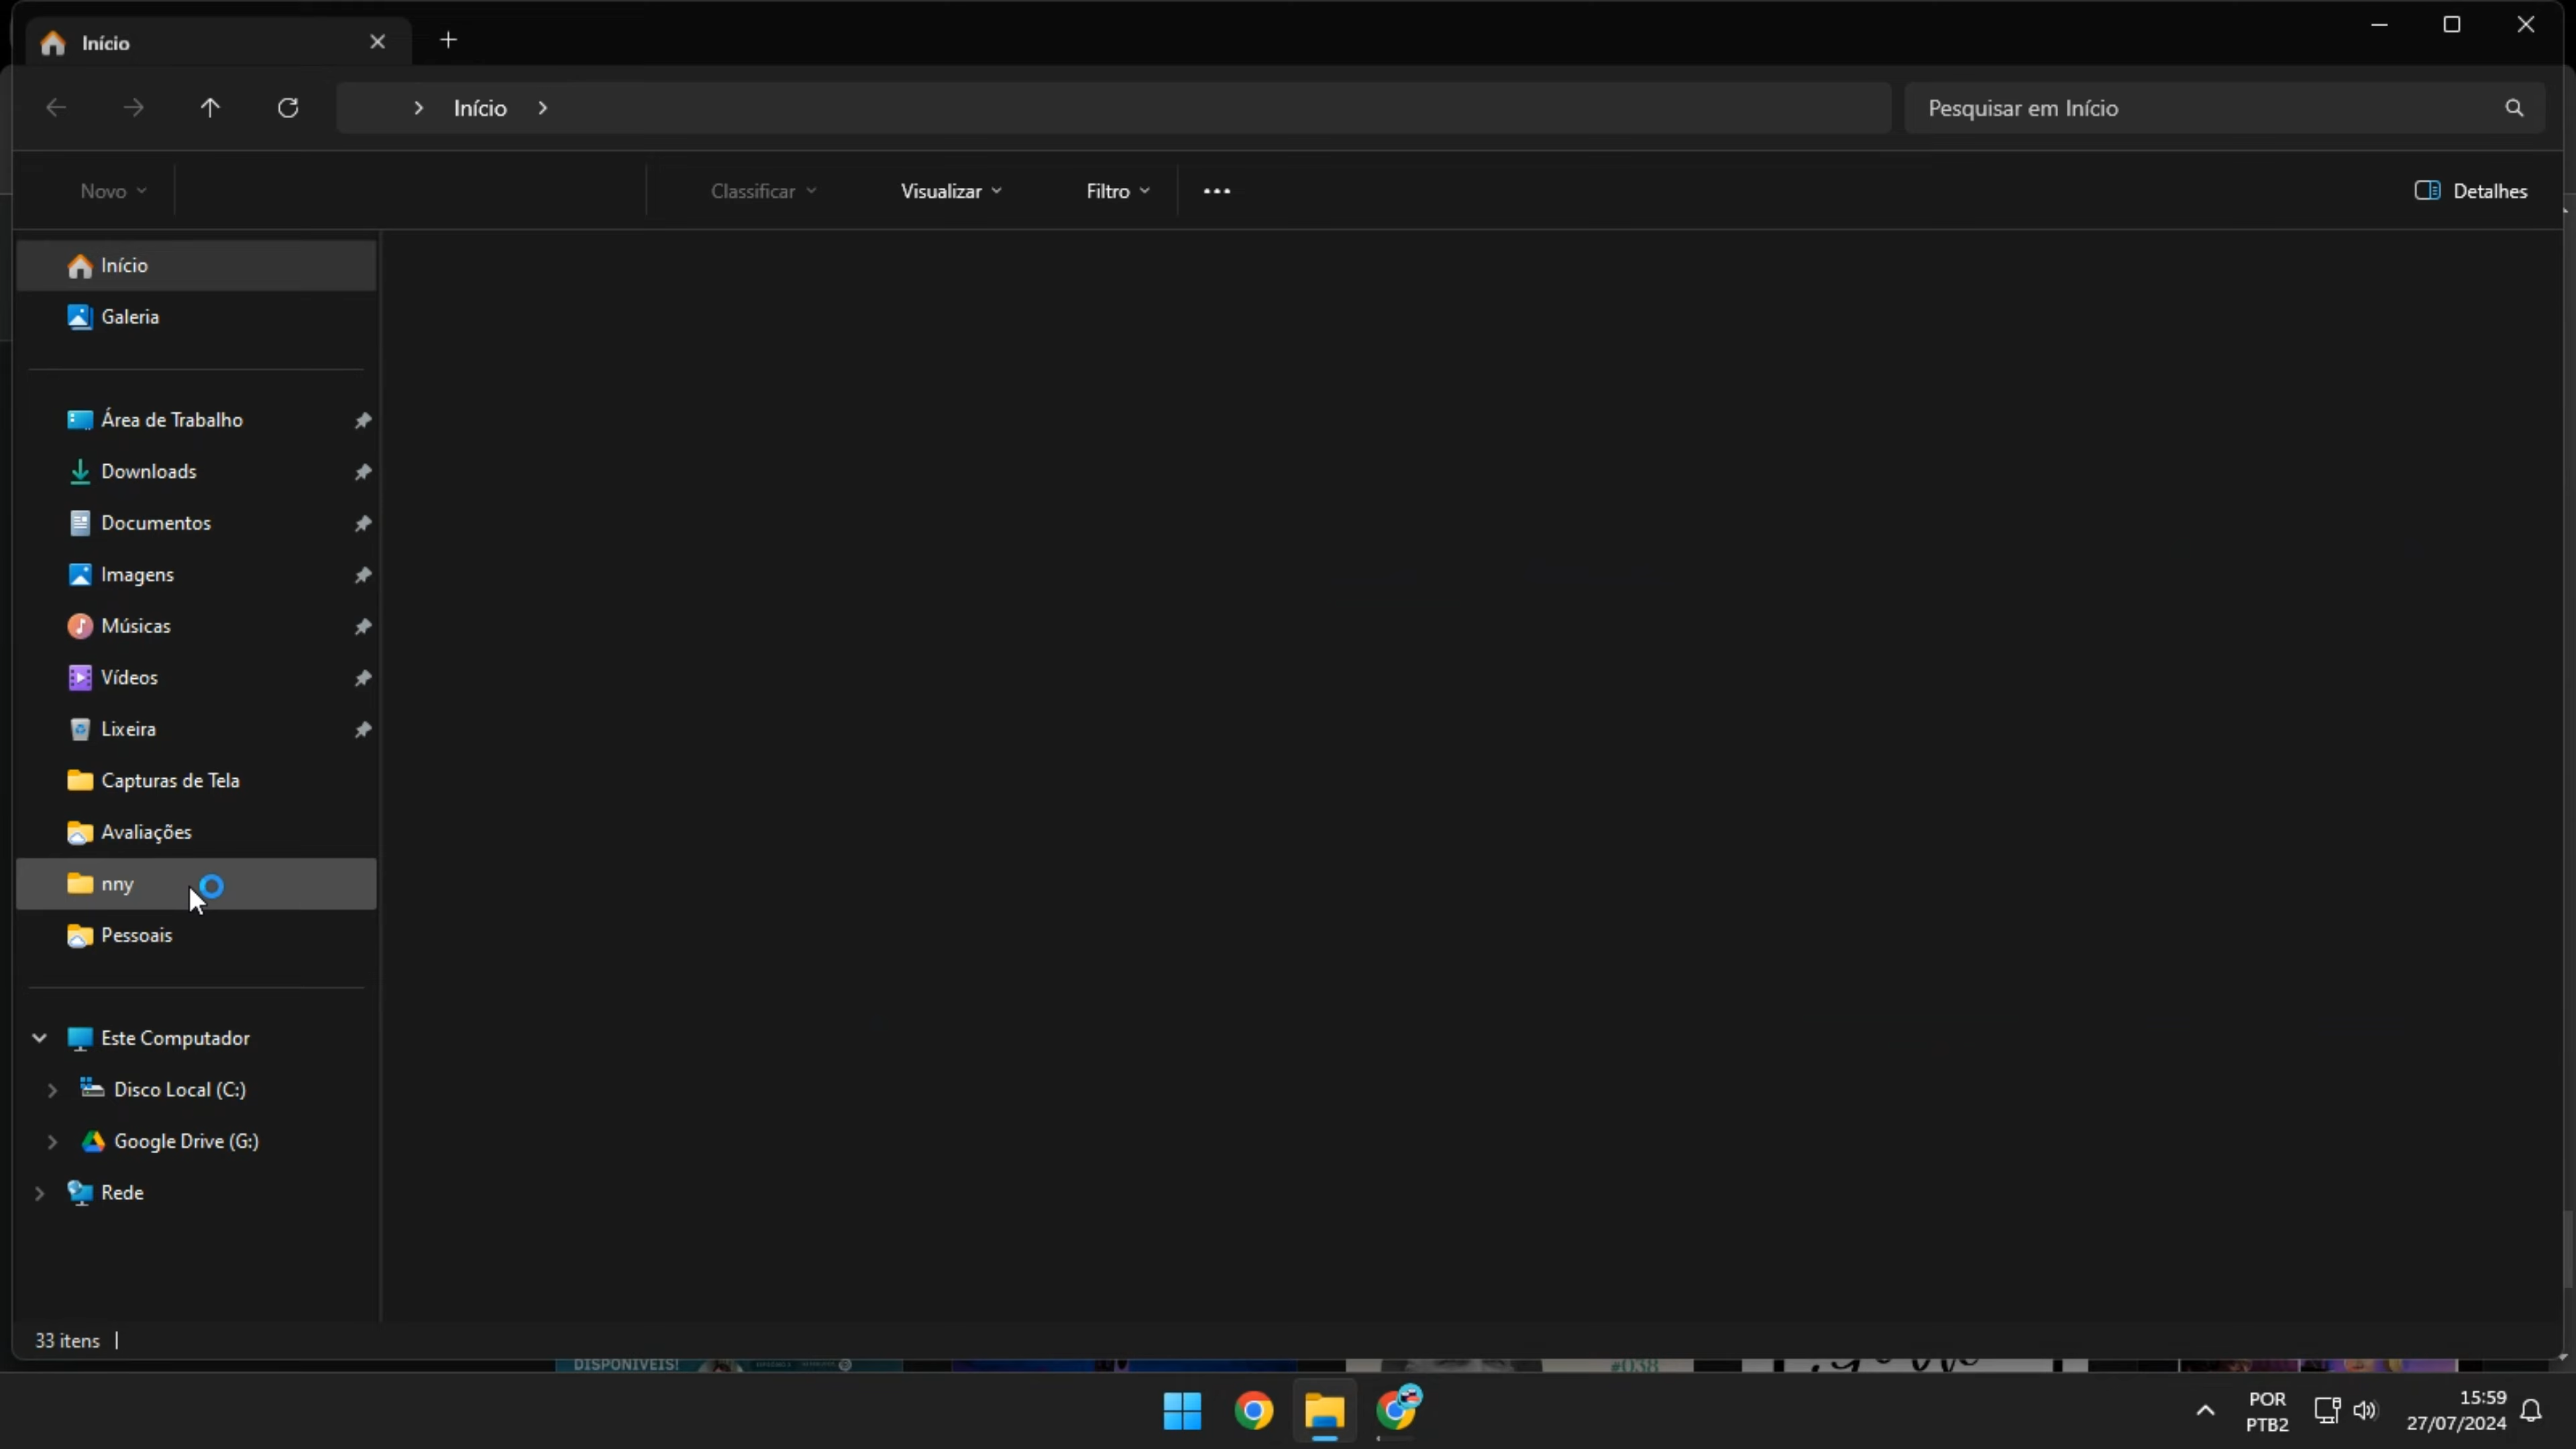 Início
Início
Pesquisar em Início
Novo
Classificar
Visualizar
Filtro
Detalhes
Início
Galeria
Área de Trabalho
Downloads
Documentos
Imagens
Músicas
Vídeos
Lixeira
Capturas de Tela
Avaliações
nny
Pessoais
Este Computador
Disco Local (C:)
Google Drive (G:)
Rede
33 itens
DISPONÍVEIS!
#038
POR
PTB2
15:59
27/07/2024